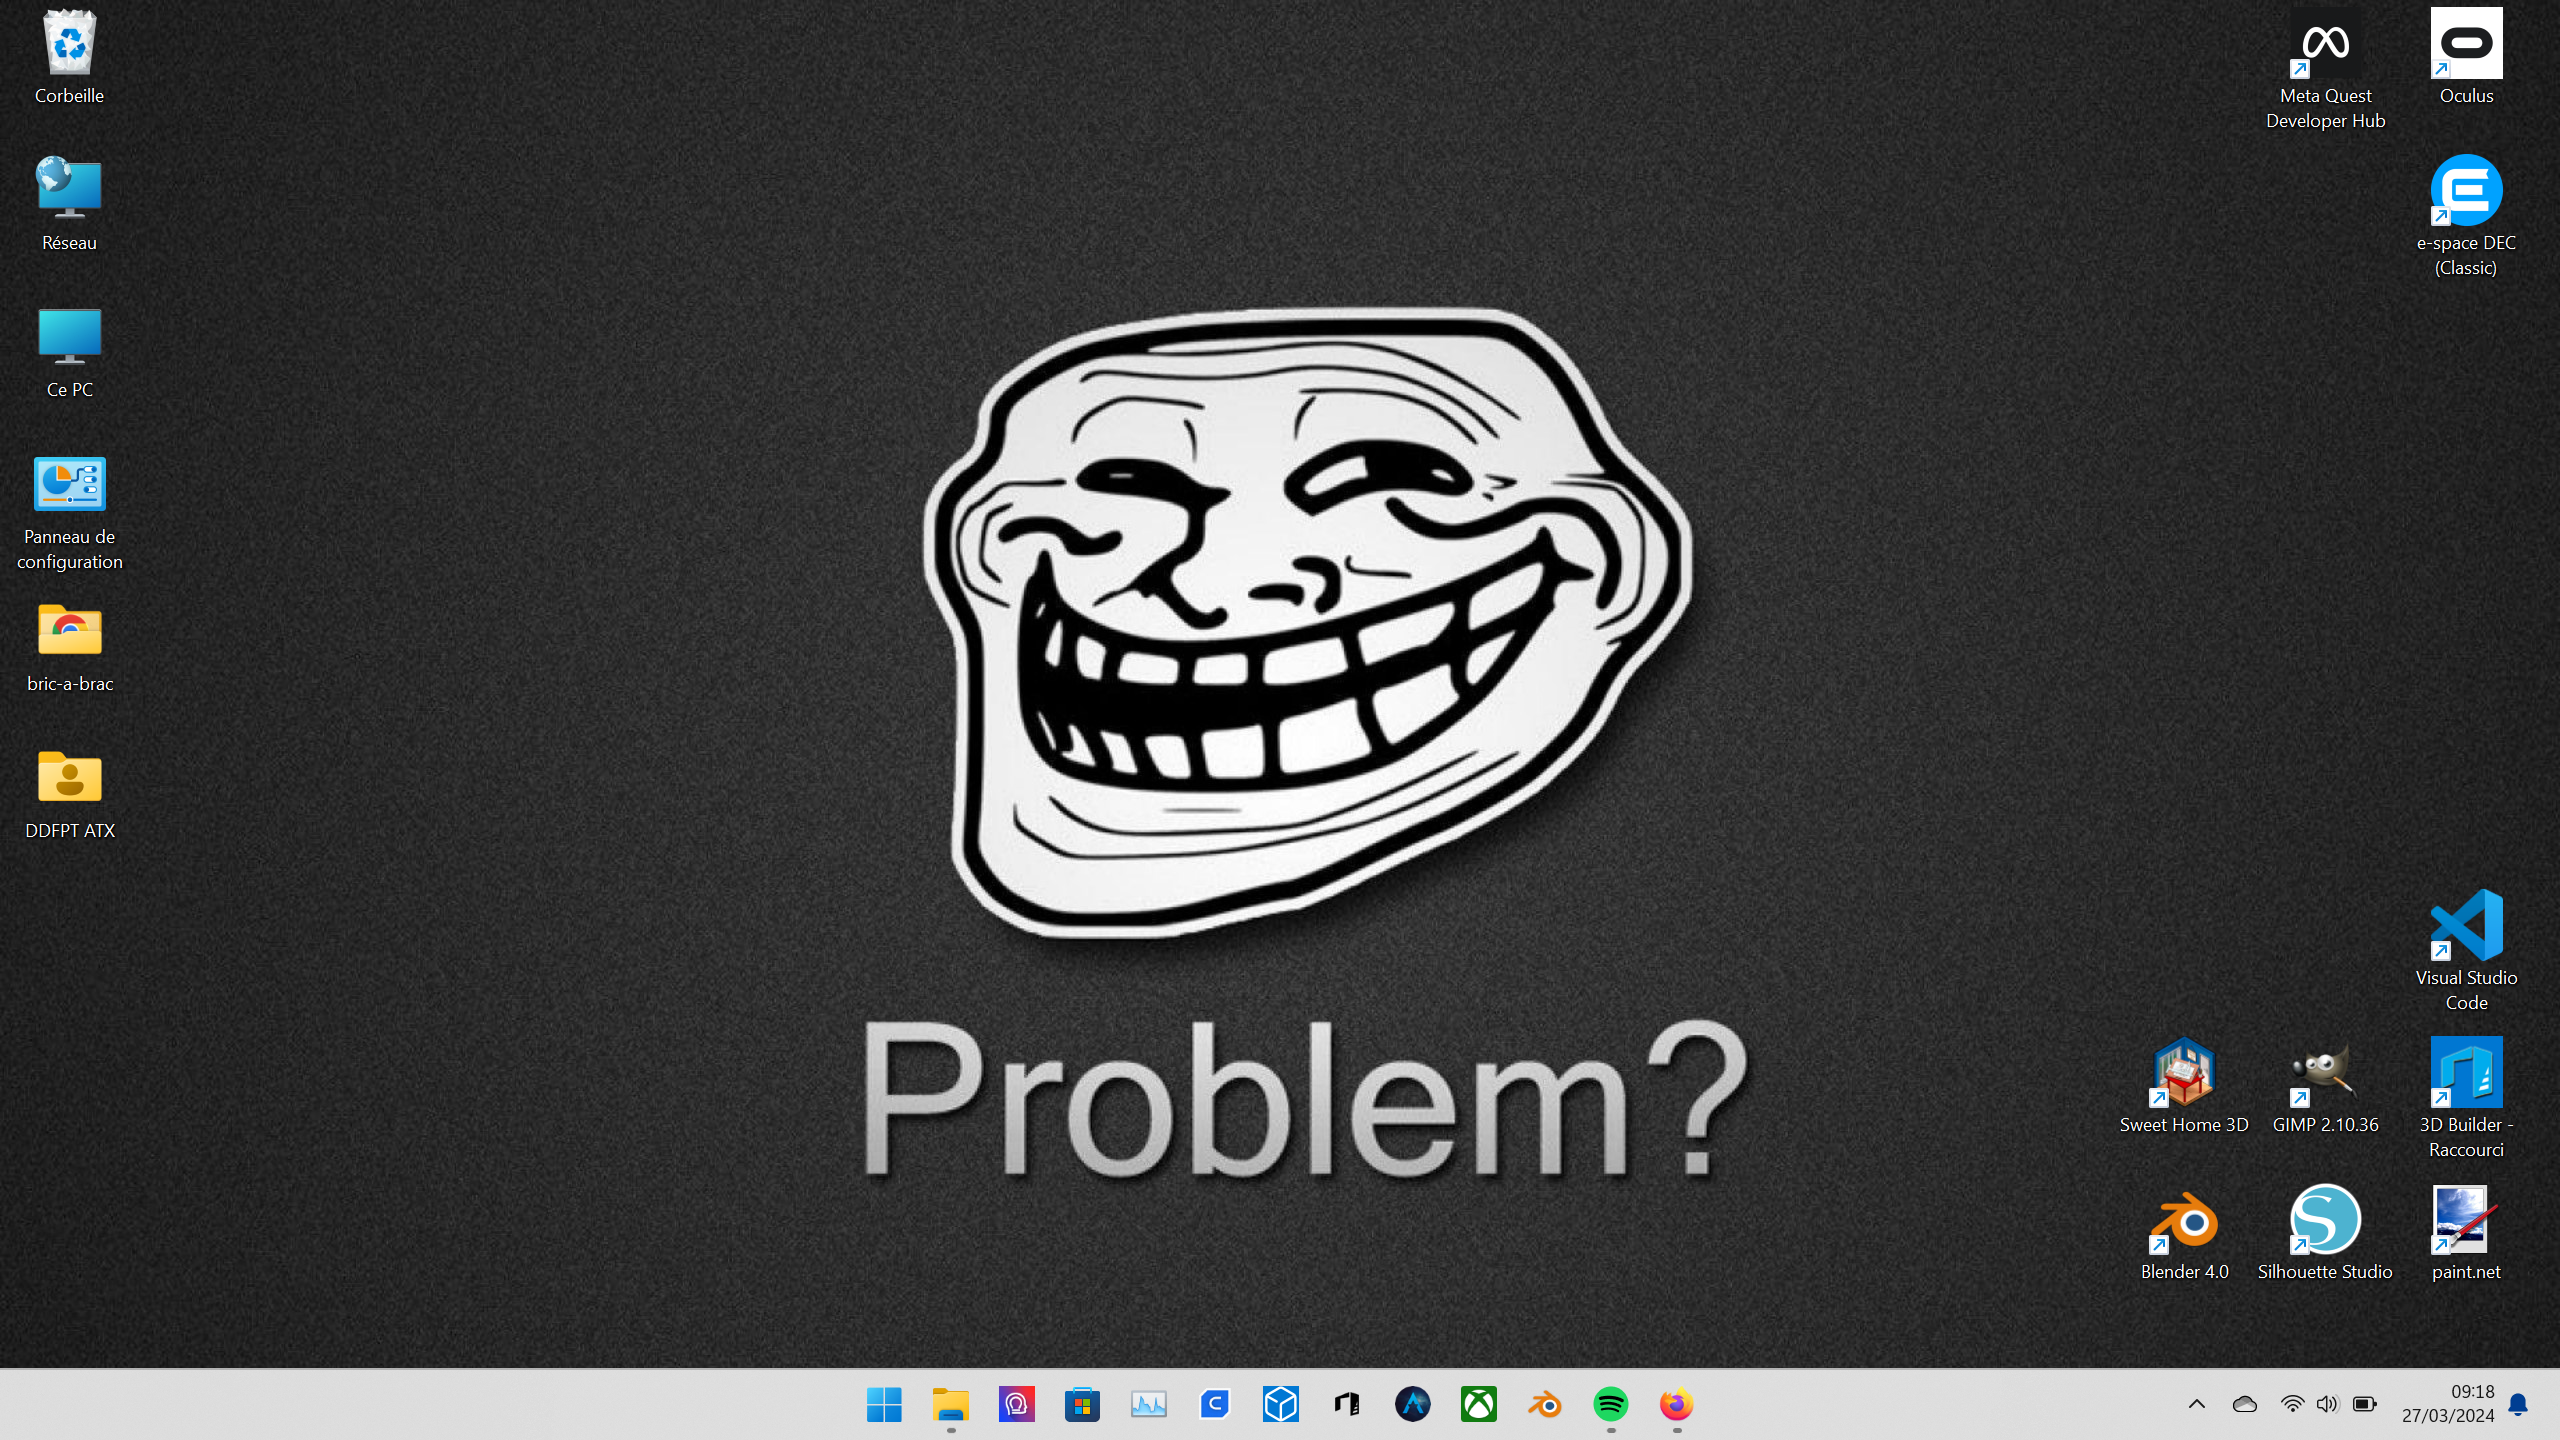 Corbeille
Réseau
Ce PC
Panneau de
configuration
bric-a-brac
DDFPT ATX
Meta Quest
Developer Hub
Oculus
e-space DEC
(Classic)
Problem?
Visual Studio
Code
Sweet Home 3D
GIMP 2.10.36
3D Builder -
Raccourci
Blender 4.0
Silhouette Studio
paint.net
09:18
27/03/2024